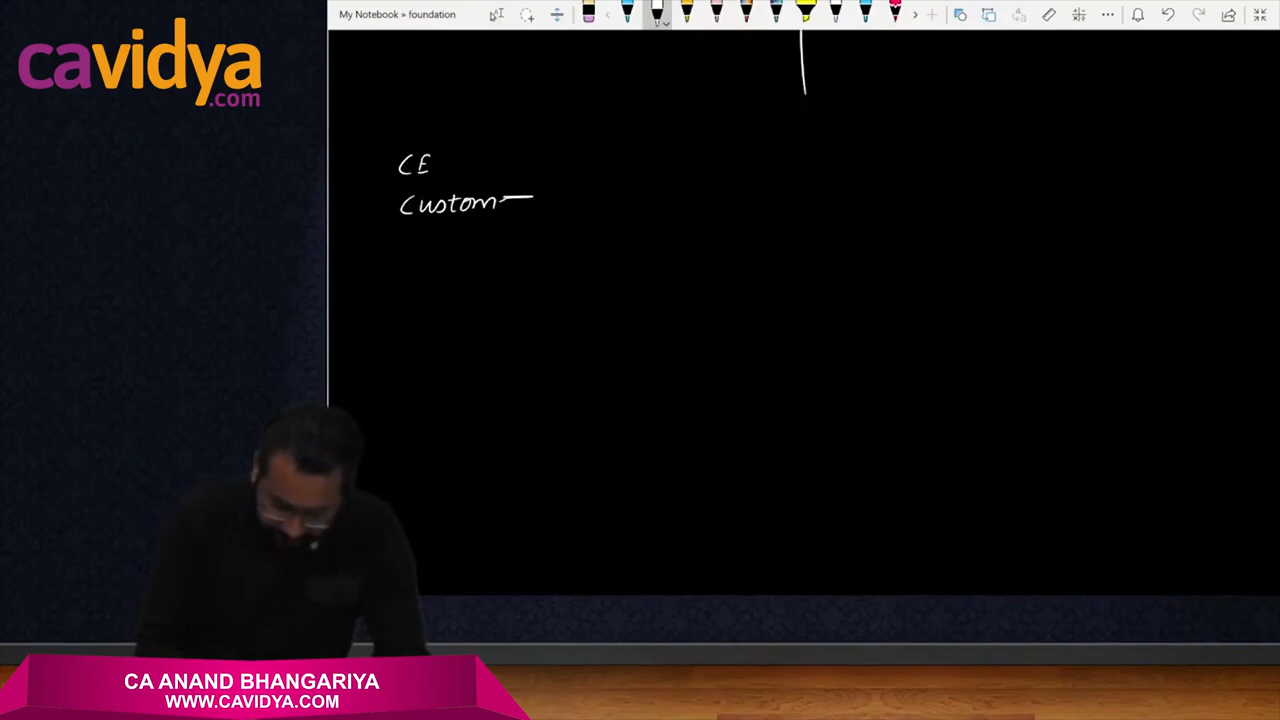 cavidya
.com
My Notebook » foundation
CE
Custom
CA ANAND BHANGARIYA
WWW.CAVIDYA.COM